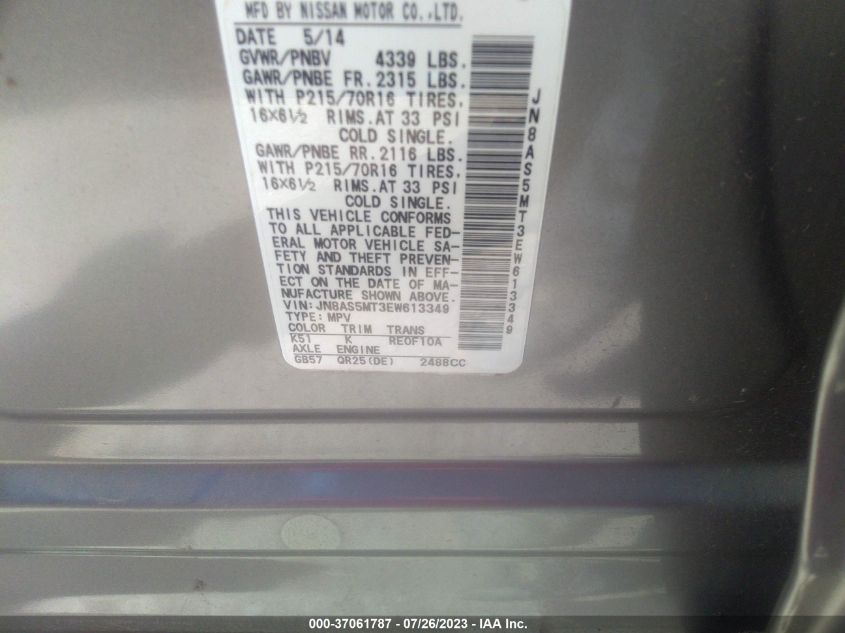 MFD BY NISSAN MOTOR CO.,LTD.
DATE 5/14
GVWR/PNBV 4339 LBS.
GAWR/PNBE FR. 2315 LBS.
WITH P215/70R16 TIRES.
16×6½ RIMS. AT 33 PSI
COLD SINGLE.
GAWR/PNBE RR. 2116 LBS.
WITH P215/70R16 TIRES.
16×6½ RIMS. AT 33 PSI
COLD SINGLE.
THIS VEHICLE CONFORMS
TO ALL APPLICABLE FED-
ERAL MOTOR VEHICLE SA-
FETY AND THEFT PREVEN-
TION STANDARDS IN EFF-
ECT ON THE DATE OF MA-
NUFACTURE SHOWN ABOVE.
VIN: JN8AS5MT3EW613349
TYPE: MPV
COLOR TRIM TRANS
K51 K RE0F10A
AXLE ENGINE
GB57 QR25(DE) 2488CC
JN8AS5MT3EW613349
000-37061787 - 07/26/2023 - IAA Inc.